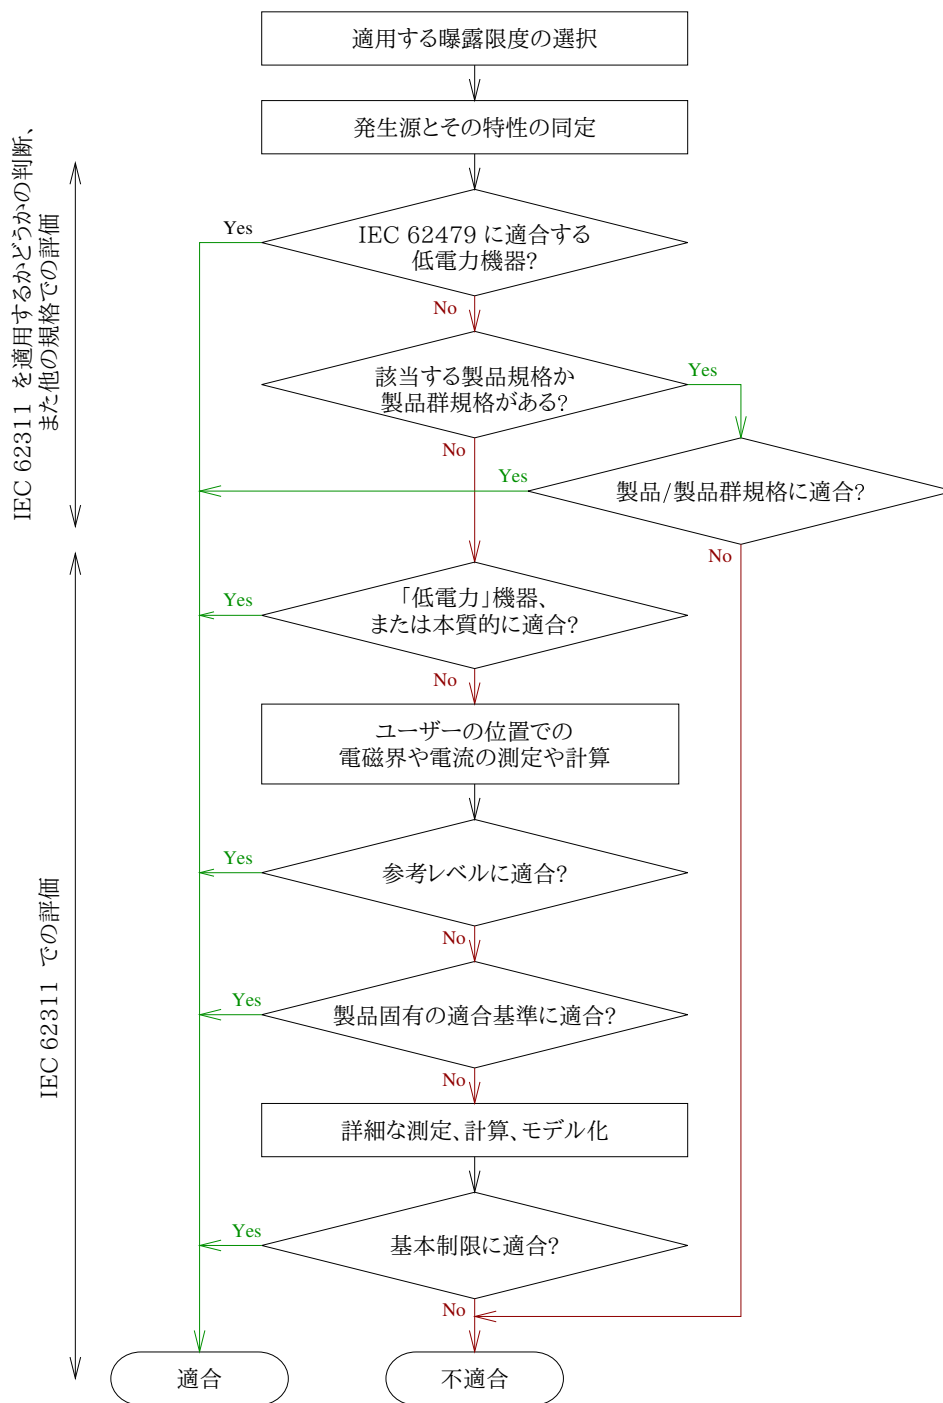 適用する曝露限度の選択
発生源とその特性の同定
IEC 62311 を適用するかどうかの判断、
また他の規格での評価
Yes
IEC 62479 に適合する
低電力機器?
No
該当する製品規格か
製品群規格がある?
Yes
No
Yes
製品/製品群規格に適合?
No
「低電力」機器、
または本質的に適合?
Yes
No
ユーザーの位置での
電磁界や電流の測定や計算
IEC 62311 での評価
Yes
参考レベルに適合?
No
Yes
製品固有の適合基準に適合?
No
詳細な測定、計算、モデル化
Yes
基本制限に適合?
No
適合
不適合